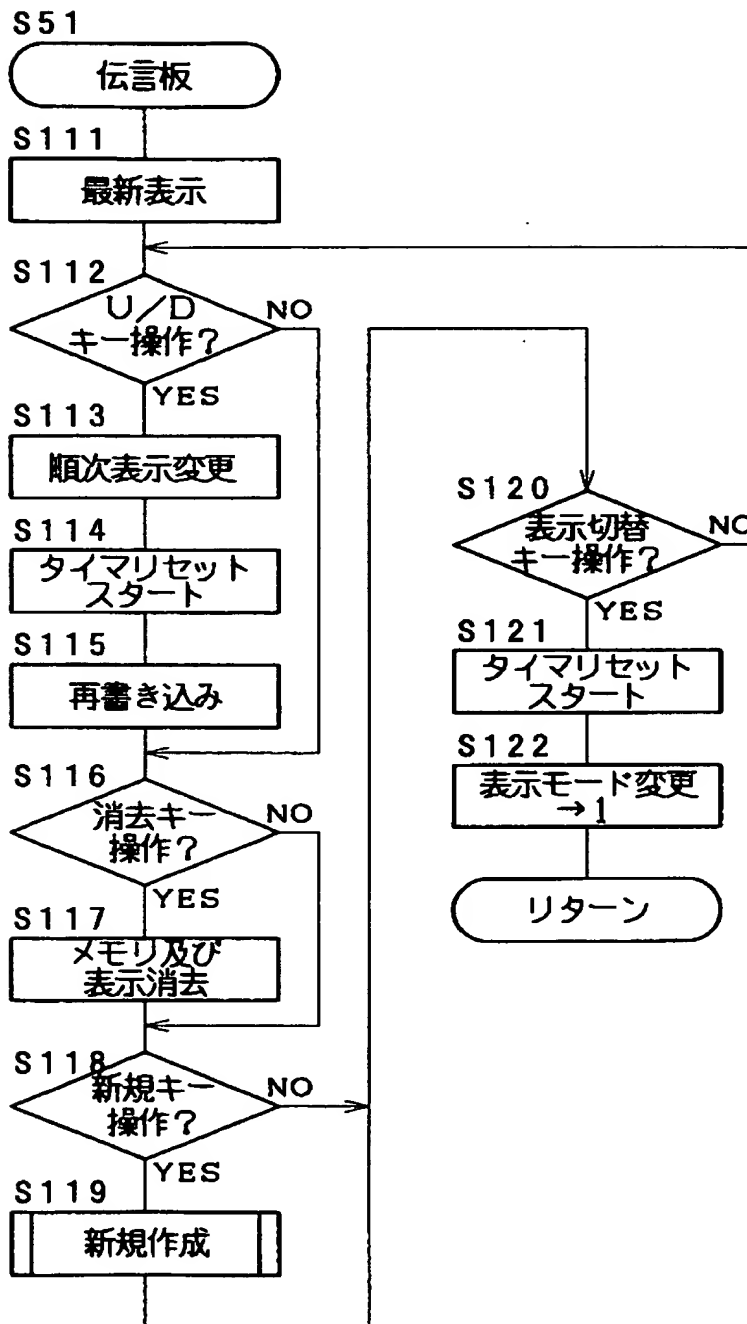 S51
伝言板
S111
最新表示
S112
U/D
キー操作?
NO
YES
S113
順次表示変更
S114
タイマリセット
スタート
S115
再書き込み
S116
消去キー
操作?
NO
YES
S117
メモリ及び
表示消去
S118
新規キー
操作?
NO
YES
S119
新規作成
S120
表示切替
キー操作?
NO
YES
S121
タイマリセット
スタート
S122
表示モード変更
→1
リターン